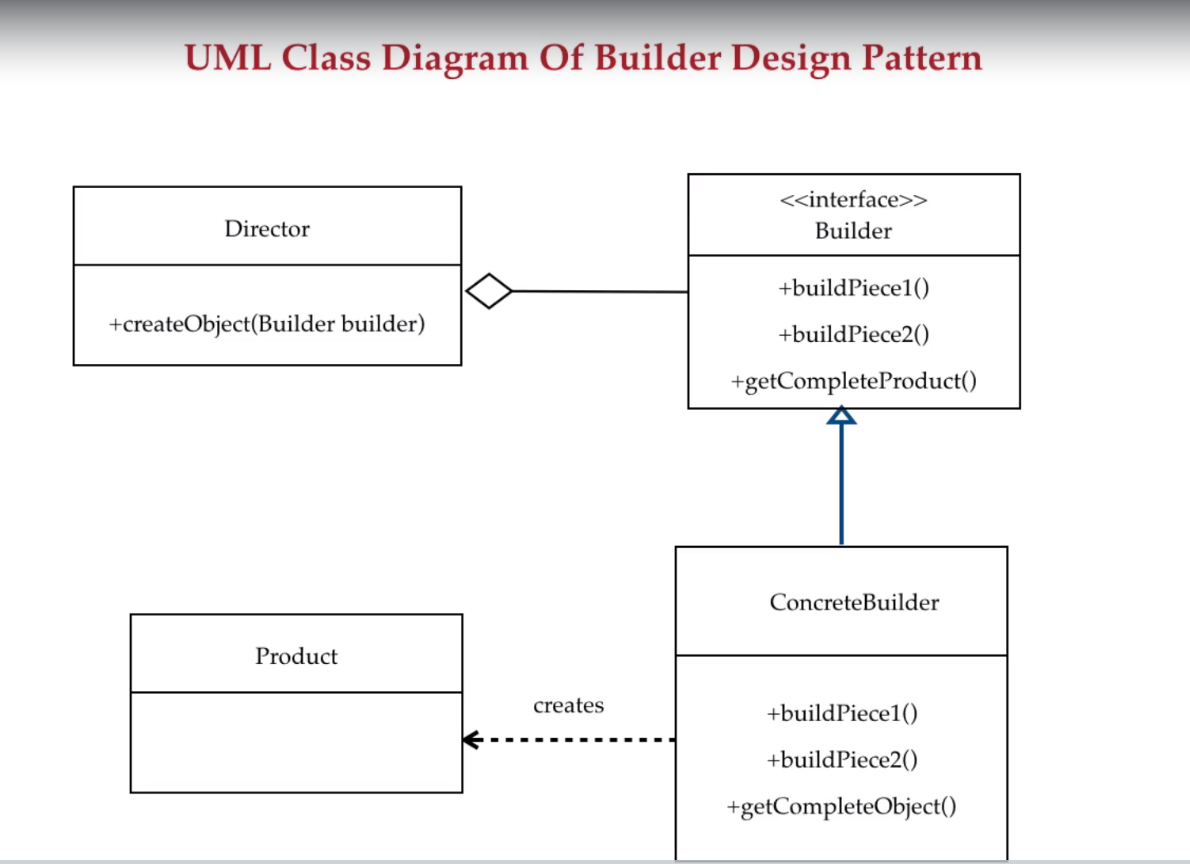 UML Class Diagram Of Builder Design Pattern
Director
+createObject(Builder builder)
<<interface>>
Builder
+buildPiece1()
+buildPiece2()
+getCompleteProduct()
Product
creates
ConcreteBuilder
+buildPiece1()
+buildPiece2()
+getCompleteObject()